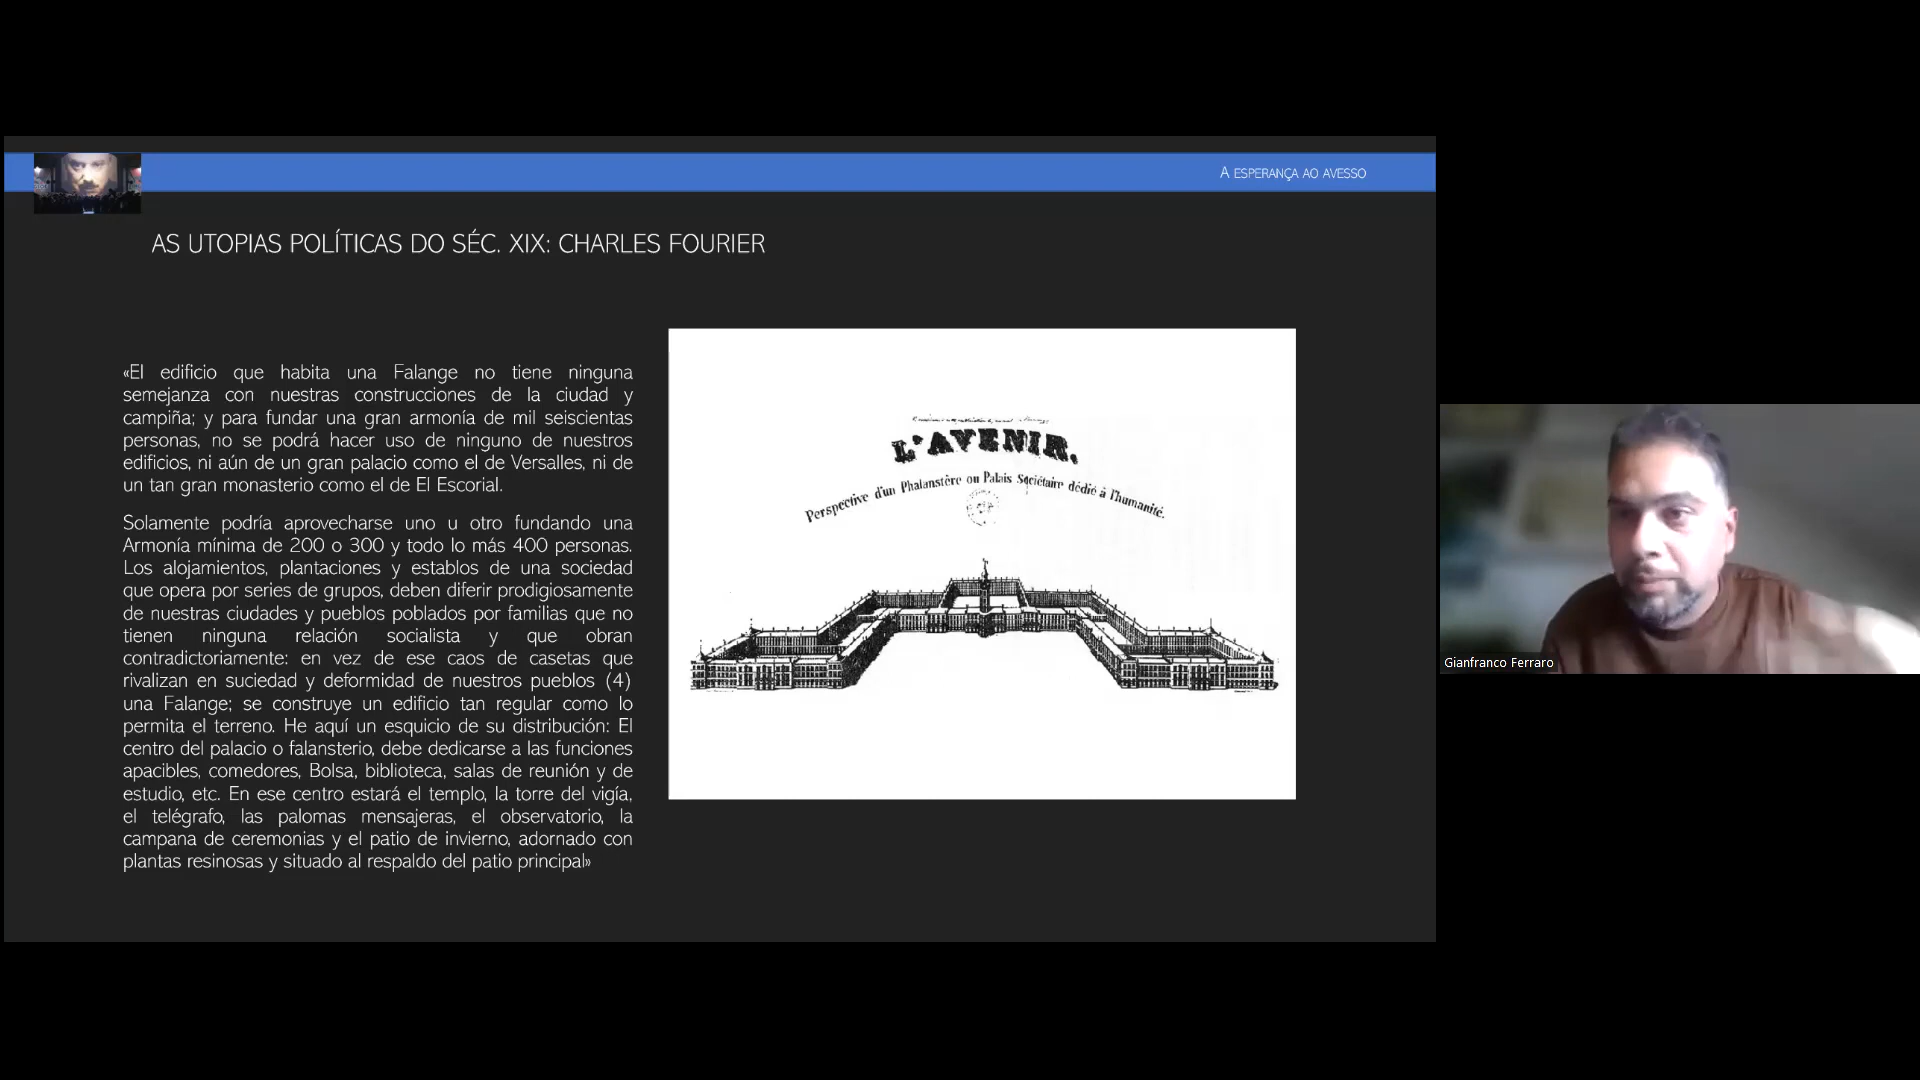 A ESPERANÇA AO AVESSO
AS UTOPIAS POLÍTICAS DO SÉC. XIX: CHARLES FOURIER
«El edificio que habita una Falange no tiene ninguna
semejanza con nuestras construcciones de la ciudad y
campiña; y para fundar una gran armonía de mil seiscientas
personas, no se podrá hacer uso de ninguno de nuestros
edificios, ni aún de un gran palacio como el de Versalles, ni de
un tan gran monasterio como el de El Escorial.
Solamente podría aprovecharse uno u otro fundando una
Armonía mínima de 200 o 300 y todo lo más 400 personas.
Los alojamientos, plantaciones y establos de una sociedad
que opera por series de grupos, deben diferir prodigiosamente
de nuestras ciudades y pueblos poblados por familias que no
tienen ninguna relación socialista y que obran
contradictoriamente: en vez de ese caos de casetas que
rivalizan en suciedad y deformidad de nuestros pueblos (4)
una Falange; se construye un edificio tan regular como lo
permita el terreno. He aquí un esquicio de su distribución: El
centro del palacio o falansterio, debe dedicarse a las funciones
apacibles, comedores, Bolsa, biblioteca, salas de reunión y de
estudio, etc. En ese centro estará el templo, la torre del vigía,
el telégrafo, las palomas mensajeras, el observatorio, la
campana de ceremonias y el patio de invierno, adornado con
plantas resinosas y situado al respaldo del patio principal»
L'AVENIR.
Perspective d'un Phalanstère ou Palais Sociétaire dédié à l'humanité.
Gianfranco Ferraro